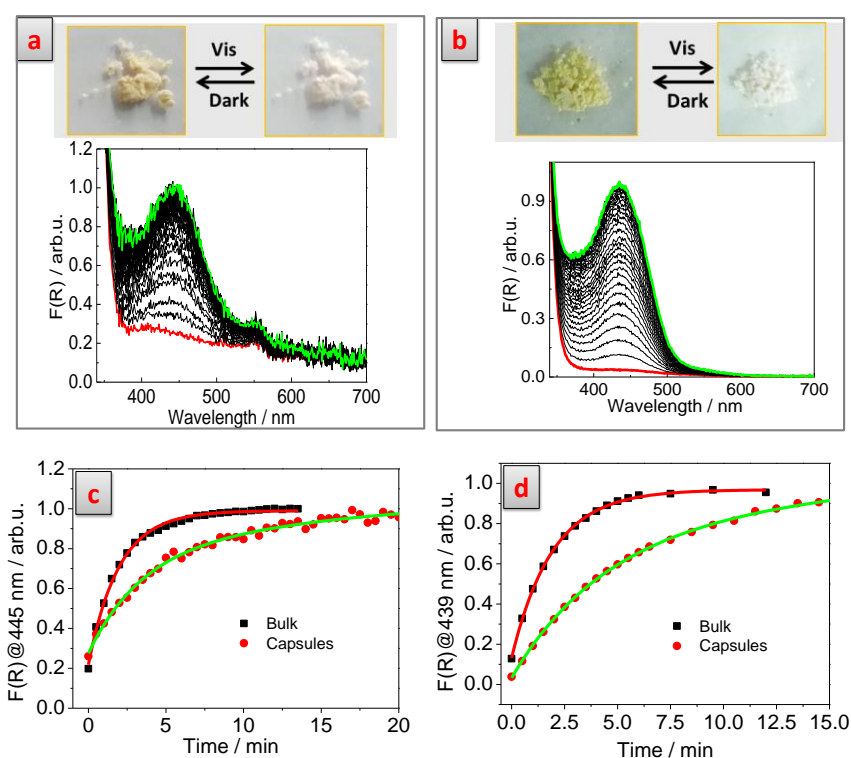 a
Vis
Dark
1.2
1.0
0.8
0.6
0.4
0.2
0.0
F(R) / arb.u.
400 500 600 700
Wavelength / nm
b
Vis
Dark
0.9
0.6
0.3
0.0
F(R) / arb.u.
400 500 600 700
Wavelength / nm
c
1.2
1.0
0.8
0.6
0.4
0.2
0.0
F(R)@445 nm / arb.u.
Bulk
Capsules
0 5 10 15 20
Time / min
d
1.0
0.8
0.6
0.4
0.2
0.0
F(R)@439 nm / arb.u.
Bulk
Capsules
0.0 2.5 5.0 7.5 10.0 12.5 15.0
Time / min